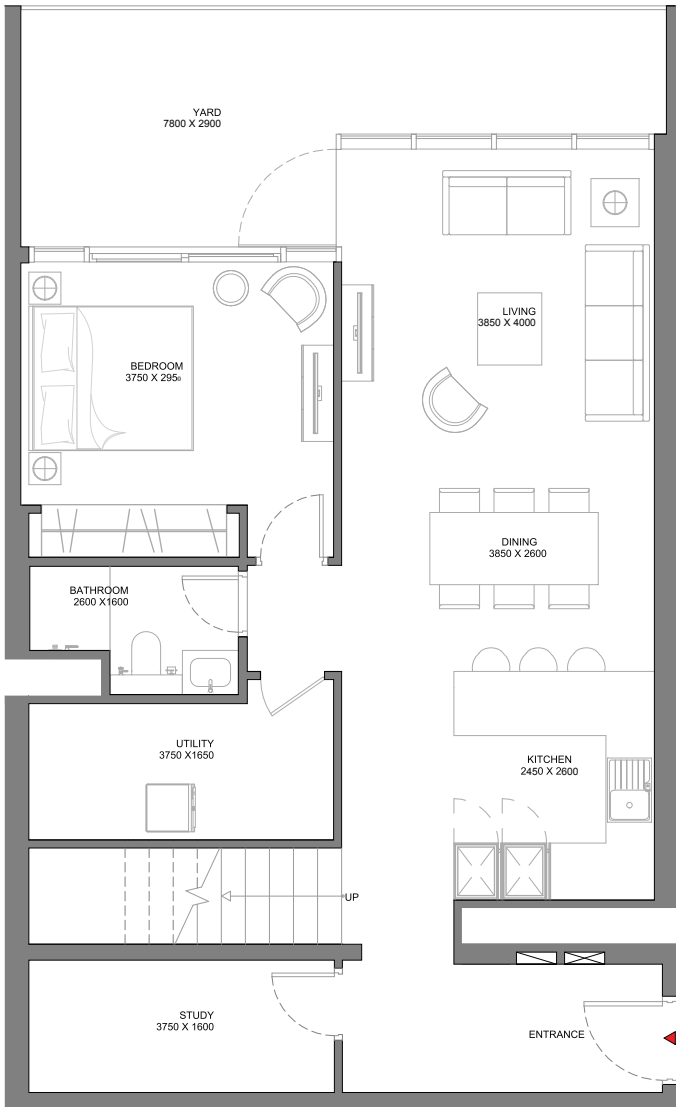 YARD
7800 X 2900
LIVING
3850 X 4000
BEDROOM
3750 X 2950
DINING
3850 X 2600
BATHROOM
2600 X1600
UTILITY
3750 X1650
KITCHEN
2450 X 2600
UP
STUDY
3750 X 1600
ENTRANCE